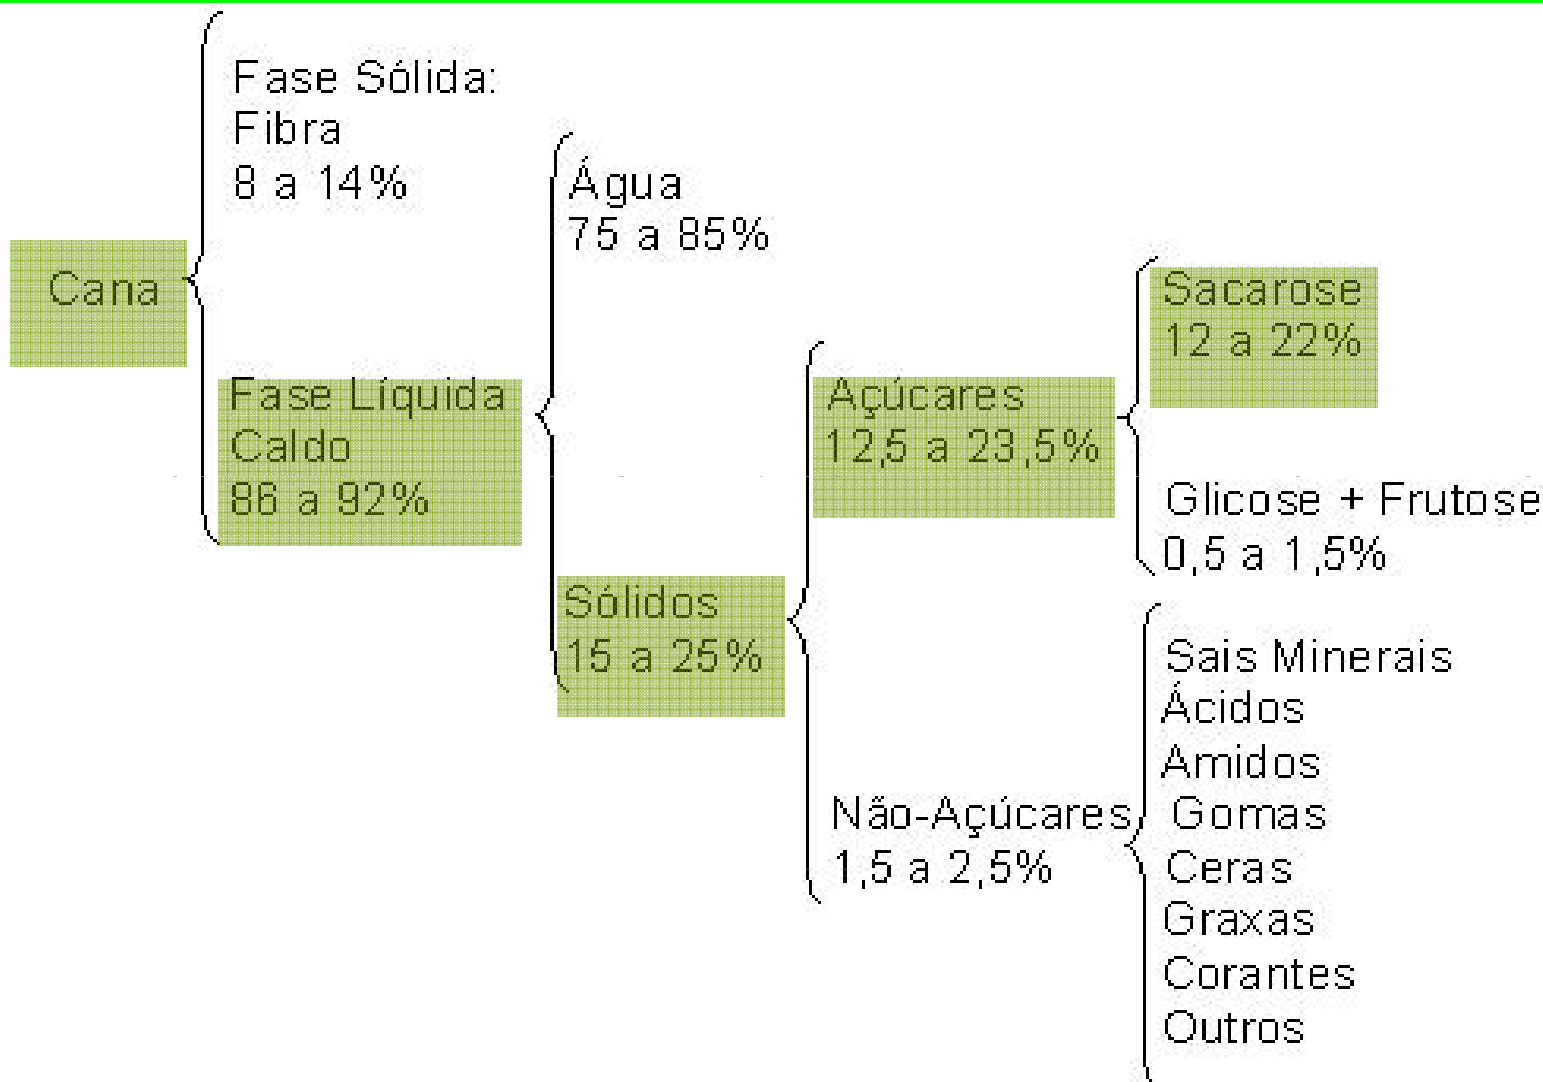 Cana
Fase Sólida:
Fibra
8 a 14%
Fase Líquida
Caldo
86 a 92%
Água
75 a 85%
Sólidos
15 a 25%
Açúcares
12,5 a 23,5%
Sacarose
12 a 22%
Glicose + Frutose
0,5 a 1,5%
Não-Açúcares
1,5 a 2,5%
Sais Minerais
Ácidos
Amidos
Gomas
Ceras
Graxas
Corantes
Outros